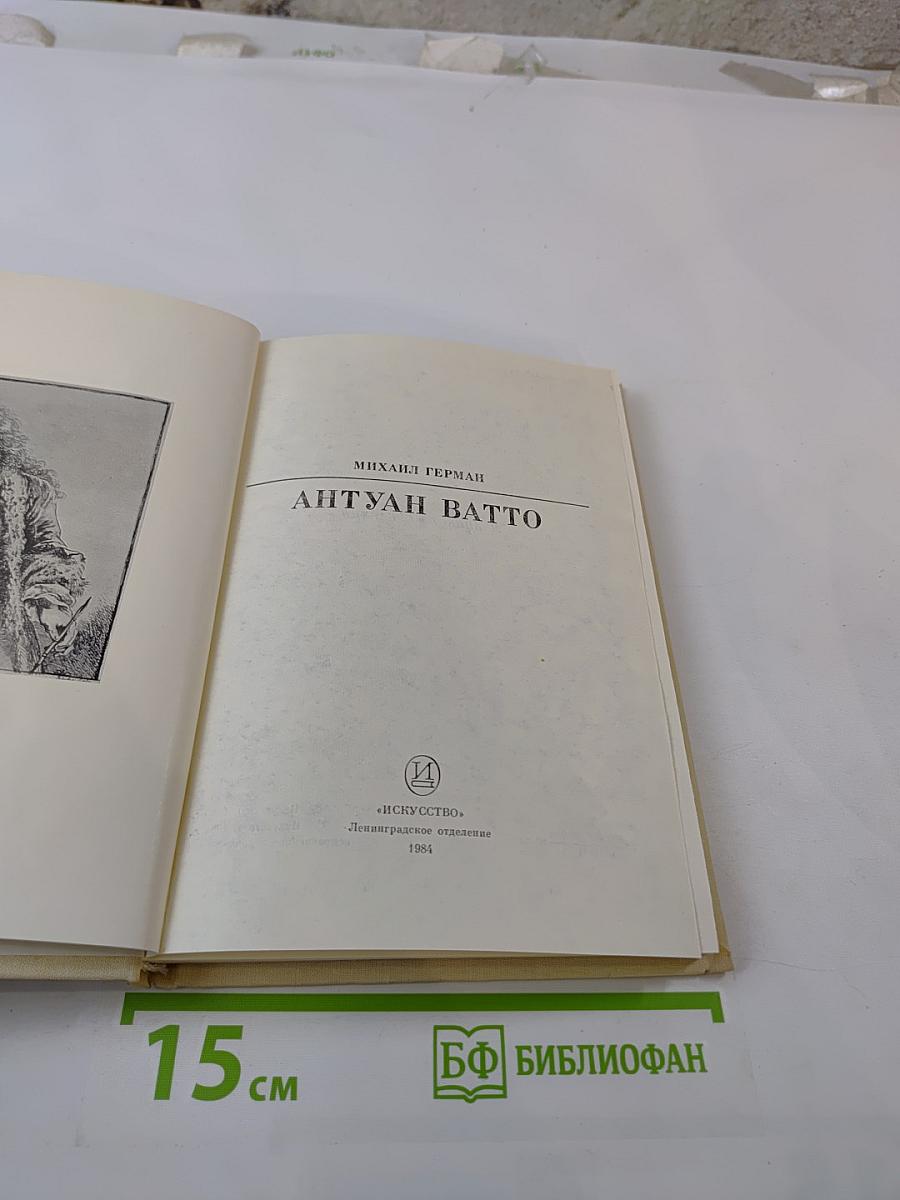 МИХАИЛ ГЕРМАН
АНТУАН ВАТТО
И
«ИСКУССТВО»
Ленинградское отделение
1984
15 см
БФ БИБЛИОФАН